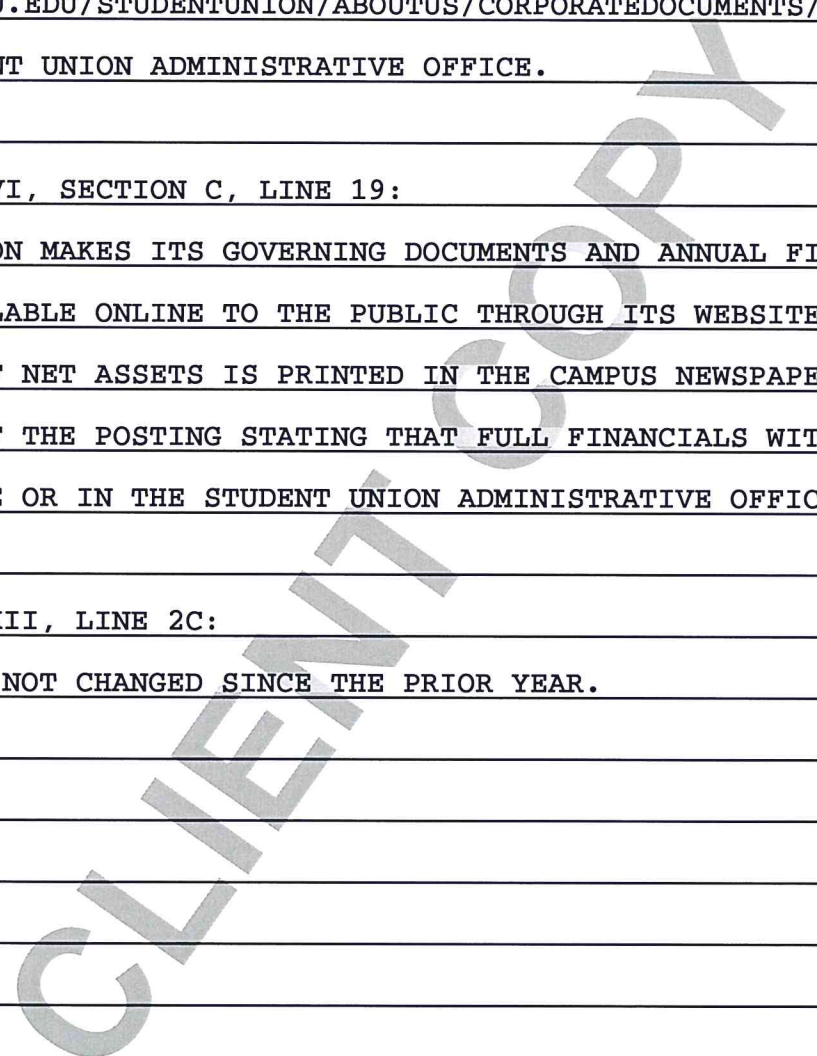 U.EDU/STUDENTUNION/ABOUTUS/CORPORATEDOCUMENTS/
NT UNION ADMINISTRATIVE OFFICE.
VI, SECTION C, LINE 19:
ON MAKES ITS GOVERNING DOCUMENTS AND ANNUAL FI
LABLE ONLINE TO THE PUBLIC THROUGH ITS WEBSITE
NET ASSETS IS PRINTED IN THE CAMPUS NEWSPAPE
THE POSTING STATING THAT FULL FINANCIALS WIT
E OR IN THE STUDENT UNION ADMINISTRATIVE OFFIC
III, LINE 2C:
NOT CHANGED SINCE THE PRIOR YEAR.
CLIENT COPY